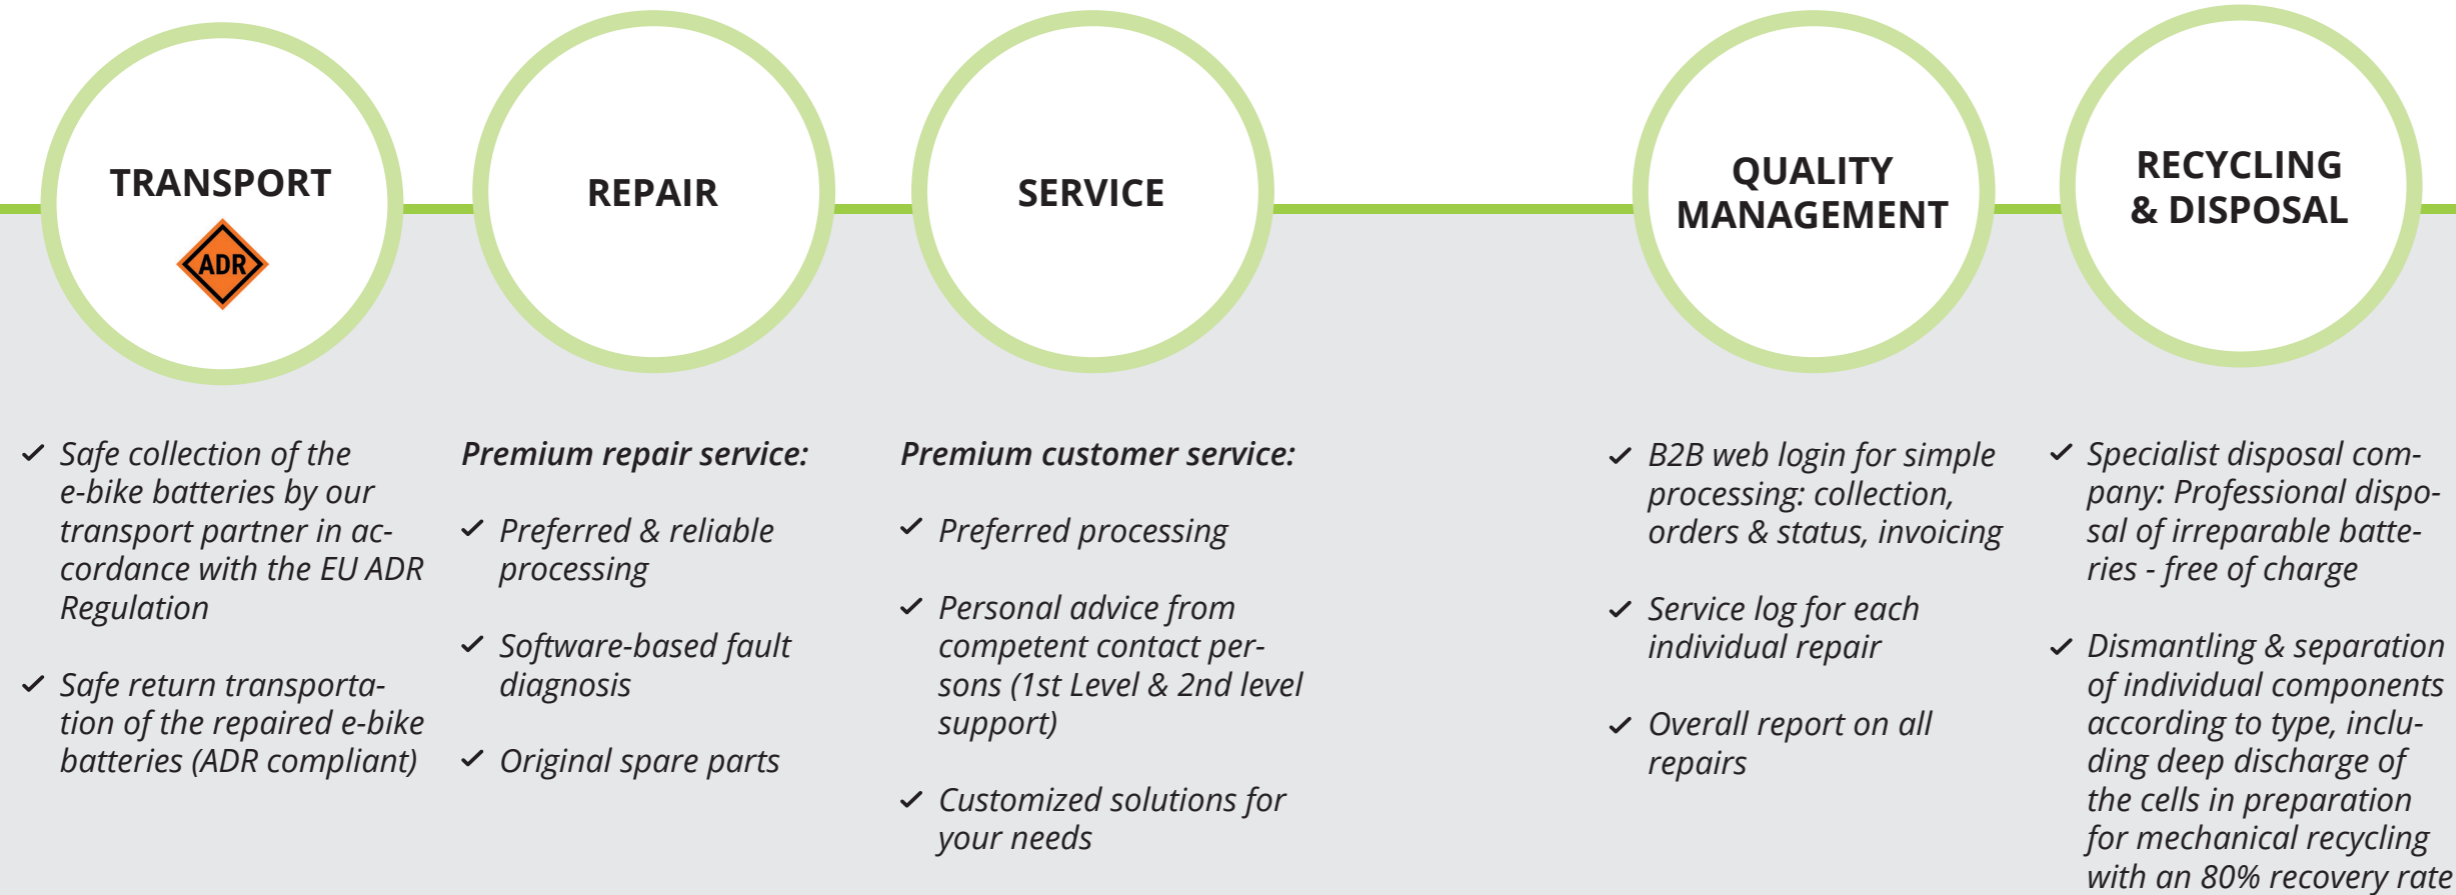 TRANSPORT
ADR
Safe collection of the
e-bike batteries by our
transport partner in ac-
cordance with the EU ADR
Regulation
Safe return transporta-
tion of the repaired e-bike
batteries (ADR compliant)
REPAIR
Premium repair service:
Preferred & reliable
processing
Software-based fault
diagnosis
Original spare parts
SERVICE
Premium customer service:
Preferred processing
Personal advice from
competent contact per-
sons (1st Level & 2nd level
support)
Customized solutions for
your needs
QUALITY
MANAGEMENT
B2B web login for simple
processing: collection,
orders & status, invoicing
Service log for each
individual repair
Overall report on all
repairs
RECYCLING
& DISPOSAL
Specialist disposal com-
pany: Professional dispo-
sal of irreparable batte-
ries - free of charge
Dismantling & separation
of individual components
according to type, inclu-
ding deep discharge of
the cells in preparation
for mechanical recycling
with an 80% recovery rate